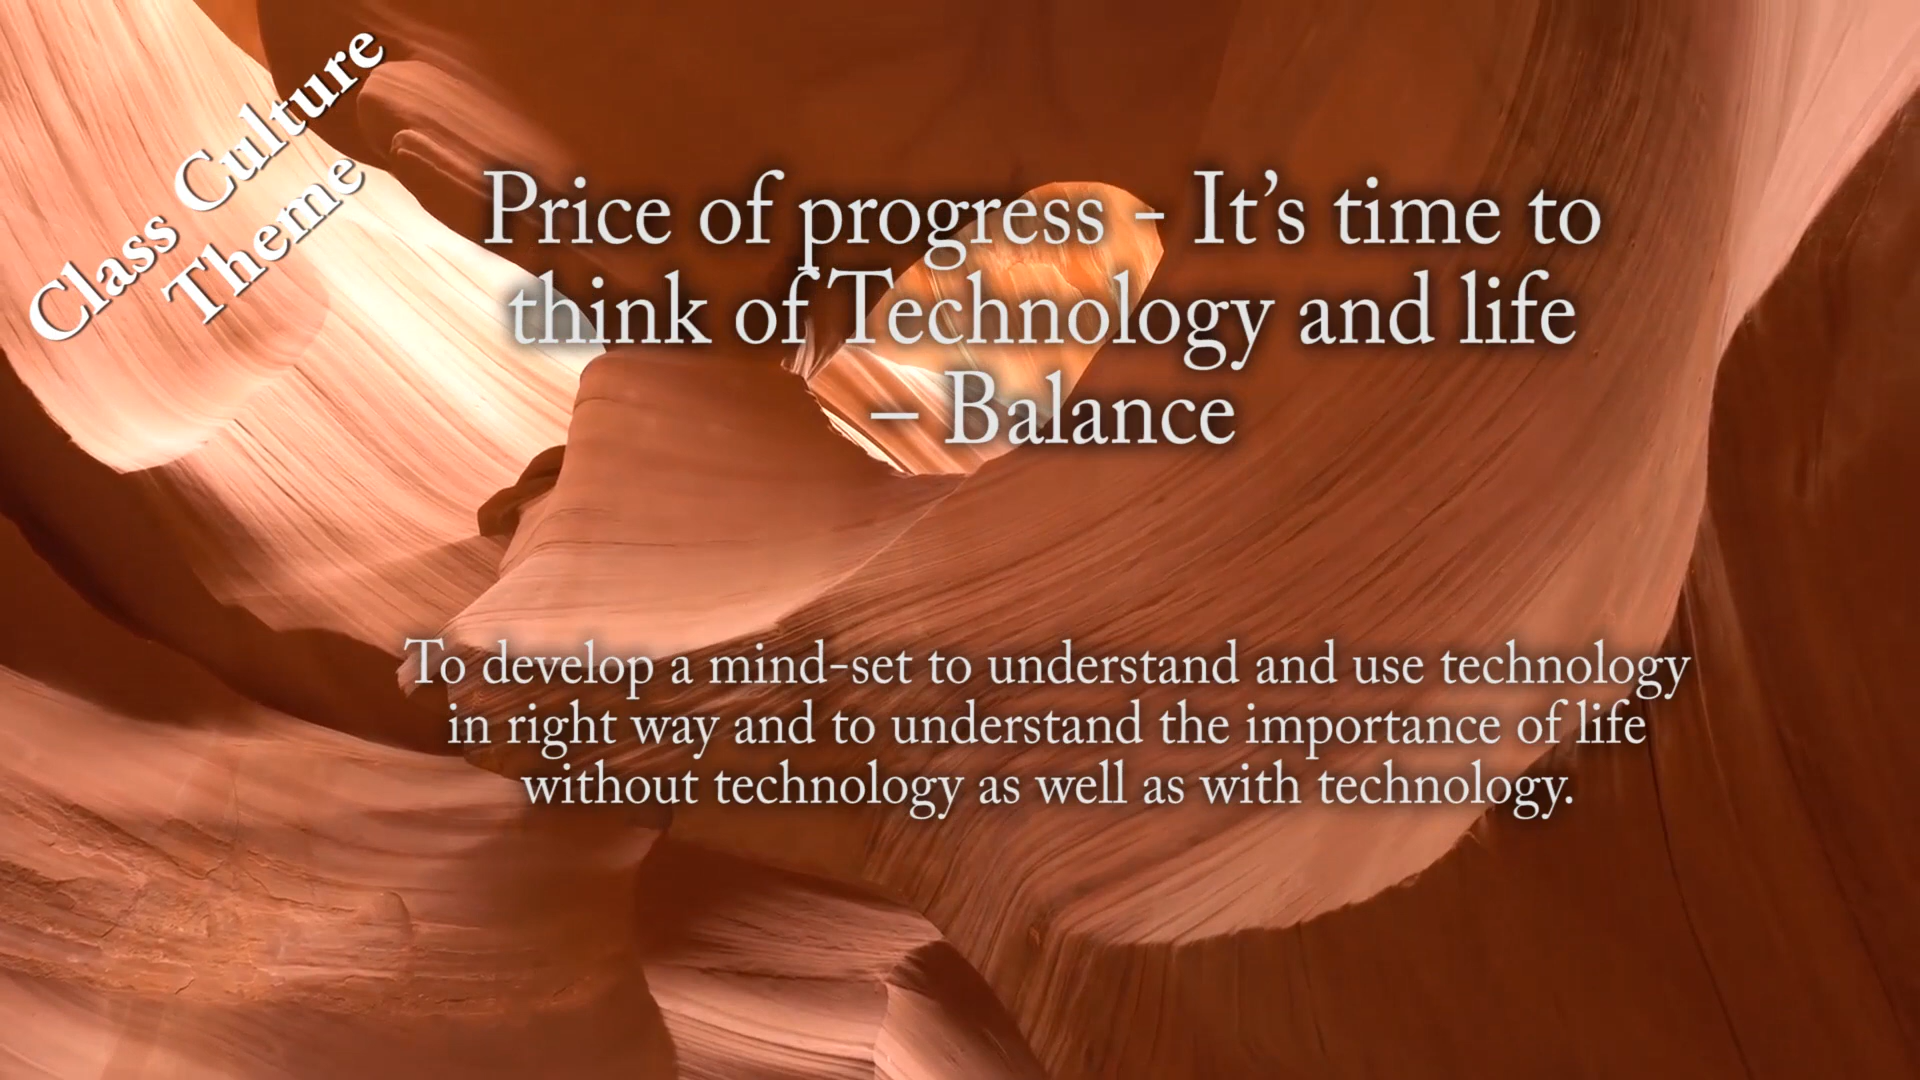 Class Culture
Theme
Price of progress - It’s time to
think of Technology and life
– Balance
To develop a mind-set to understand and use technology
in right way and to understand the importance of life
without technology as well as with technology.